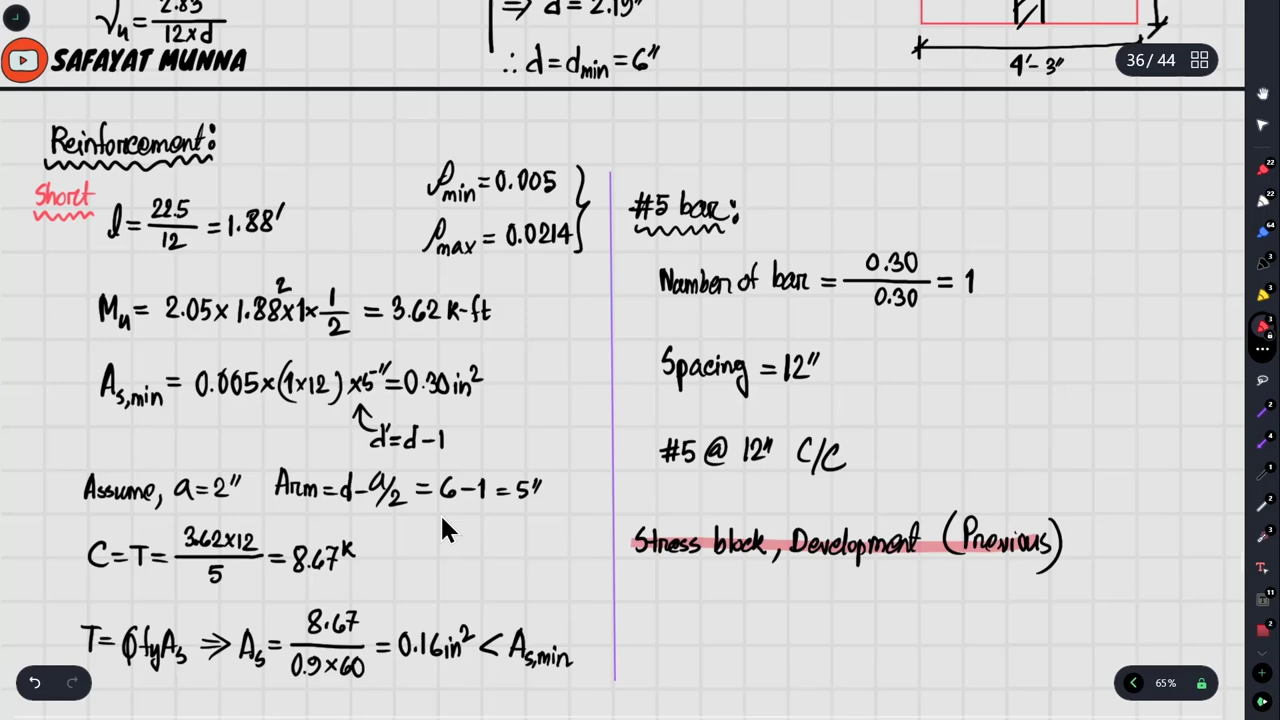 Vu = 2.83 / 12×d
⇒ d = 2.19"
SAFAYAT MUNNA
∴ d = dmin = 6"
4'- 3"
36 / 44
Reinforcement:
Short
l = 22.5 / 12 = 1.88'
ρmin = 0.005
ρmax = 0.0214
Mu = 2.05 × 1.88² × 1 × 1/2 = 3.62 k-ft
As,min = 0.005 × (1×12) × 5" = 0.30 in²
d' = d - 1
Assume, a = 2" Arm = d - a/2 = 6 - 1 = 5"
C = T = 3.62×12 / 5 = 8.67k
T = φfyAs ⇒ As = 8.67 / 0.9×60 = 0.16 in² < As,min
#5 bar:
Number of bar = 0.30 / 0.30 = 1
Spacing = 12"
#5 @ 12" C/C
Stress block, Development (Previous)
65%